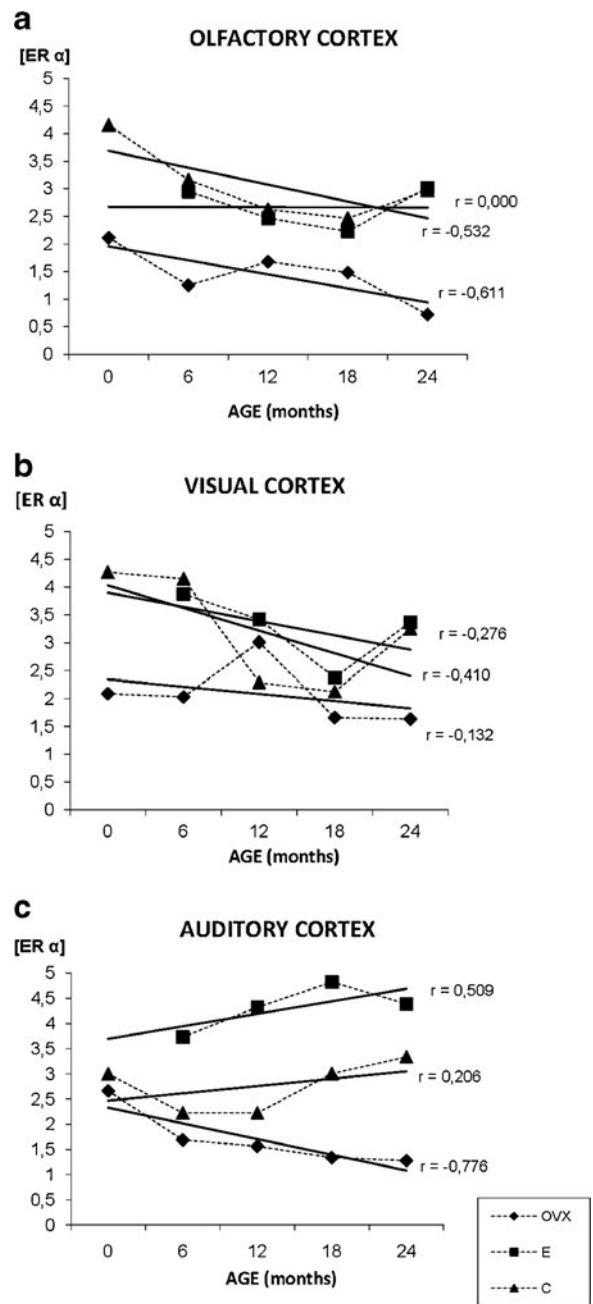 a
OLFACTORY CORTEX
[ER α]
5
4,5
4
3,5
3
2,5
2
1,5
1
0,5
0
r = 0,000
r = -0,532
r = -0,611
0 6 12 18 24
AGE (months)
b
VISUAL CORTEX
[ER α]
5
4,5
4
3,5
3
2,5
2
1,5
1
0,5
0
r = -0,276
r = -0,410
r = -0,132
0 6 12 18 24
AGE (months)
c
AUDITORY CORTEX
[ER α]
5
4,5
4
3,5
3
2,5
2
1,5
1
0,5
0
r = 0,509
r = 0,206
r = -0,776
0 6 12 18 24
AGE (months)
OVX
E
C